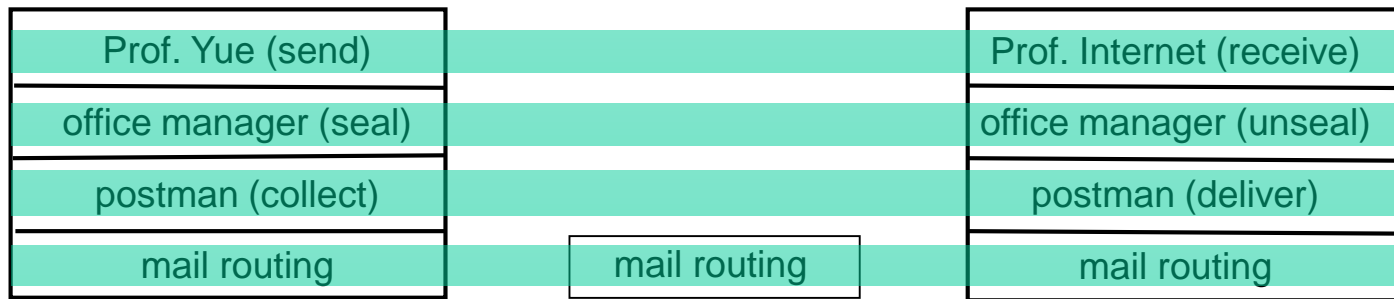 Prof. Yue (send)
Prof. Internet (receive)
office manager (seal)
office manager (unseal)
postman (collect)
postman (deliver)
mail routing
mail routing
mail routing